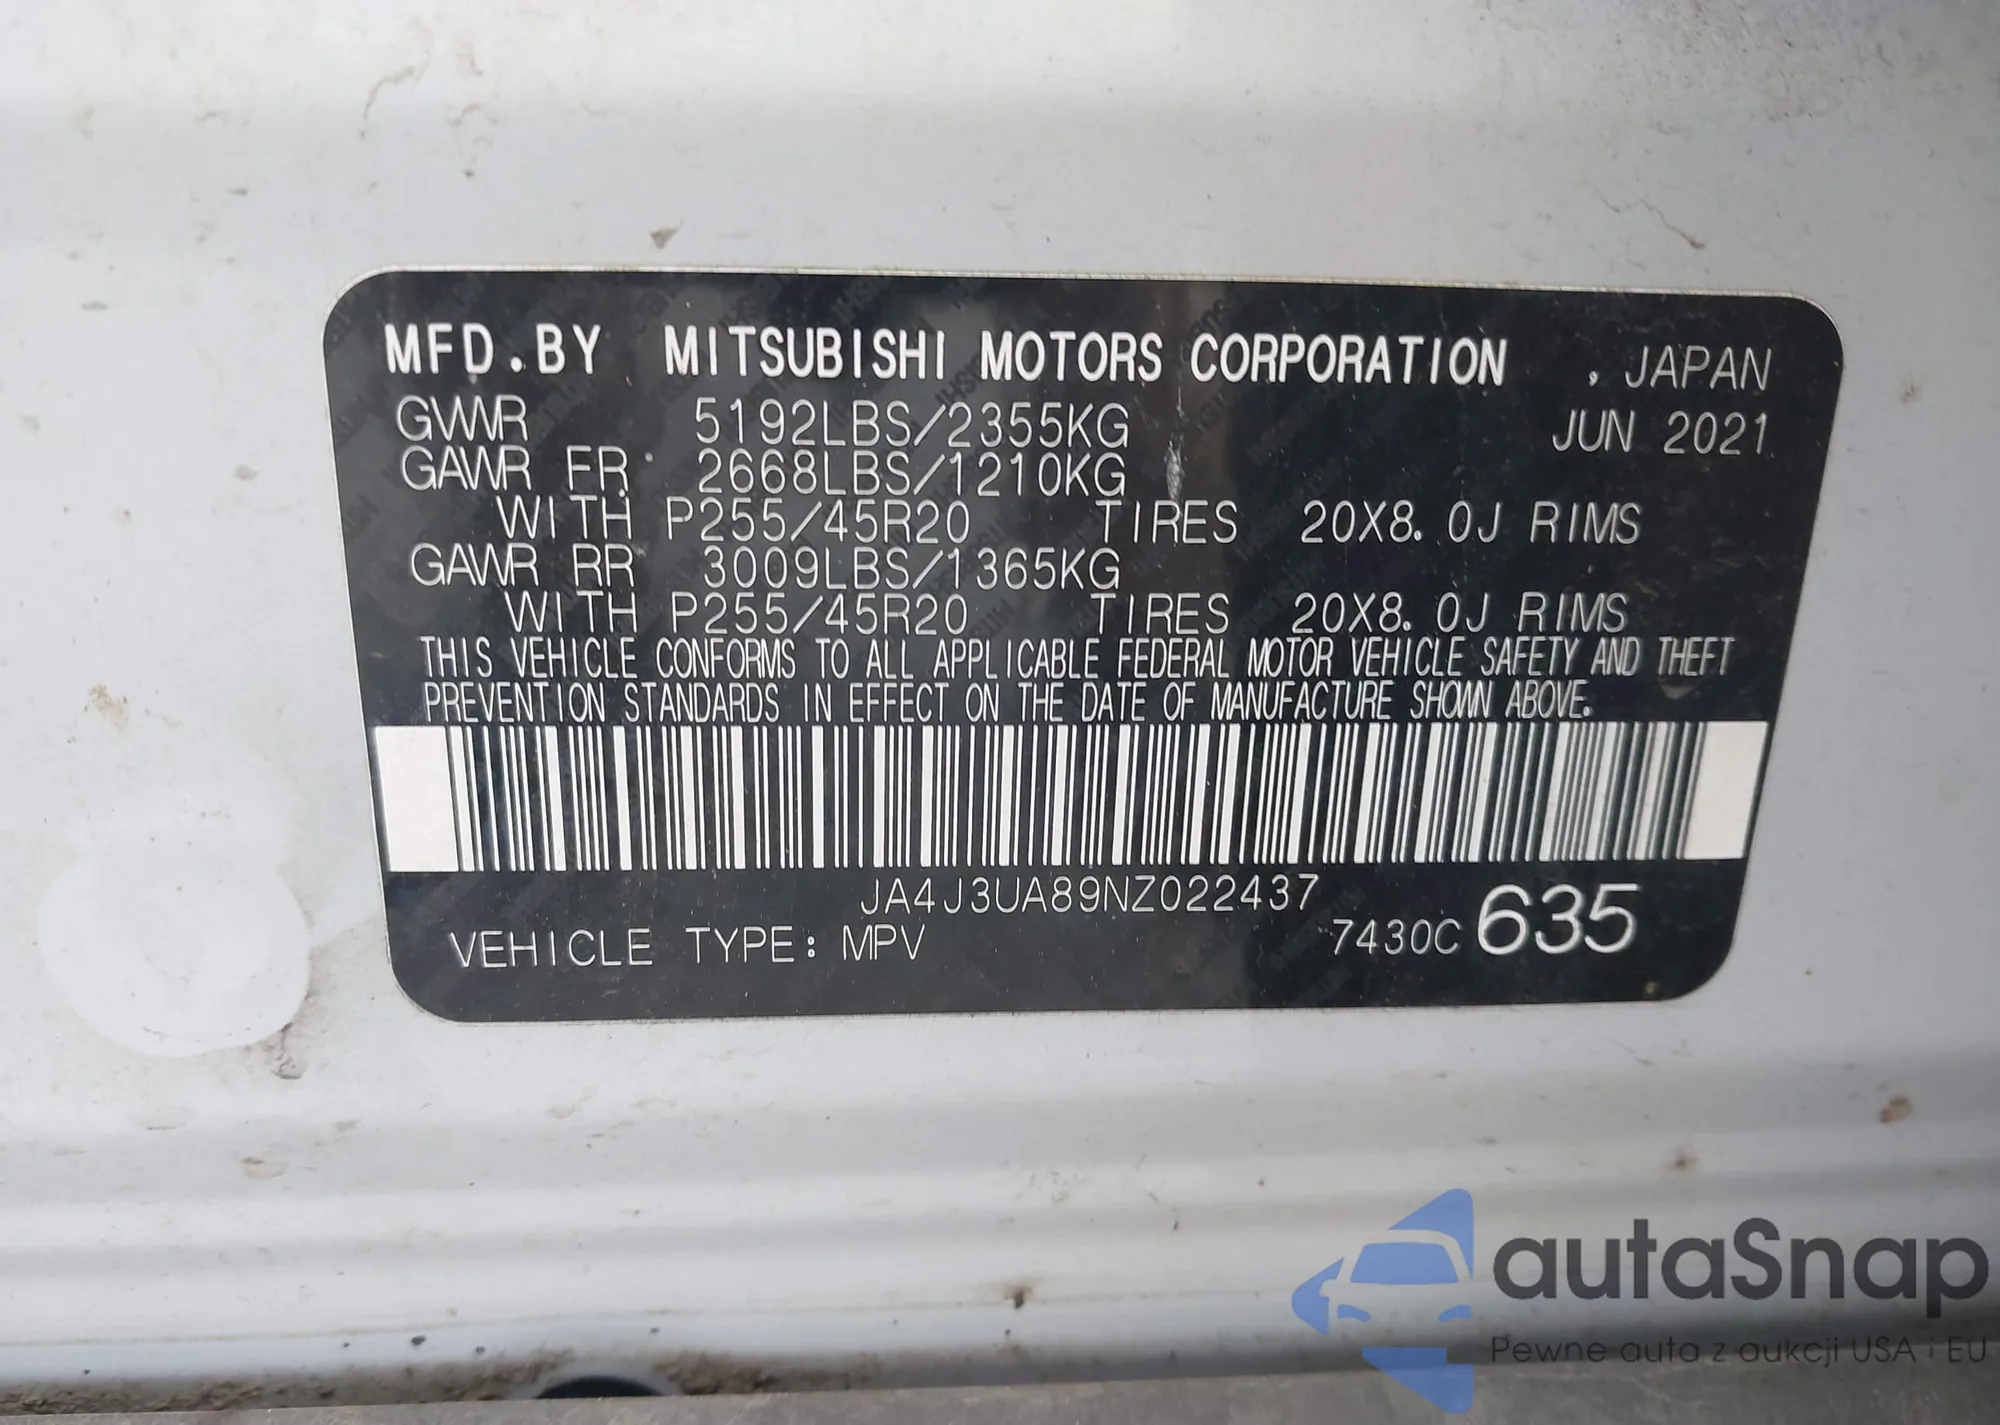 MFD.BY MITSUBISHI MOTORS CORPORATION , JAPAN
GVWR 5192LBS/2355KG JUN 2021
GAWR FR 2668LBS/1210KG
WITH P255/45R20 TIRES 20X8.0J RIMS
GAWR RR 3009LBS/1365KG
WITH P255/45R20 TIRES 20X8.0J RIMS
THIS VEHICLE CONFORMS TO ALL APPLICABLE FEDERAL MOTOR VEHICLE SAFETY AND THEFT
PREVENTION STANDARDS IN EFFECT ON THE DATE OF MANUFACTURE SHOWN ABOVE.
JA4J3UA89NZ022437
VEHICLE TYPE: MPV 7430C 635
autaSnap
Pewne auta z aukcji USA i EU